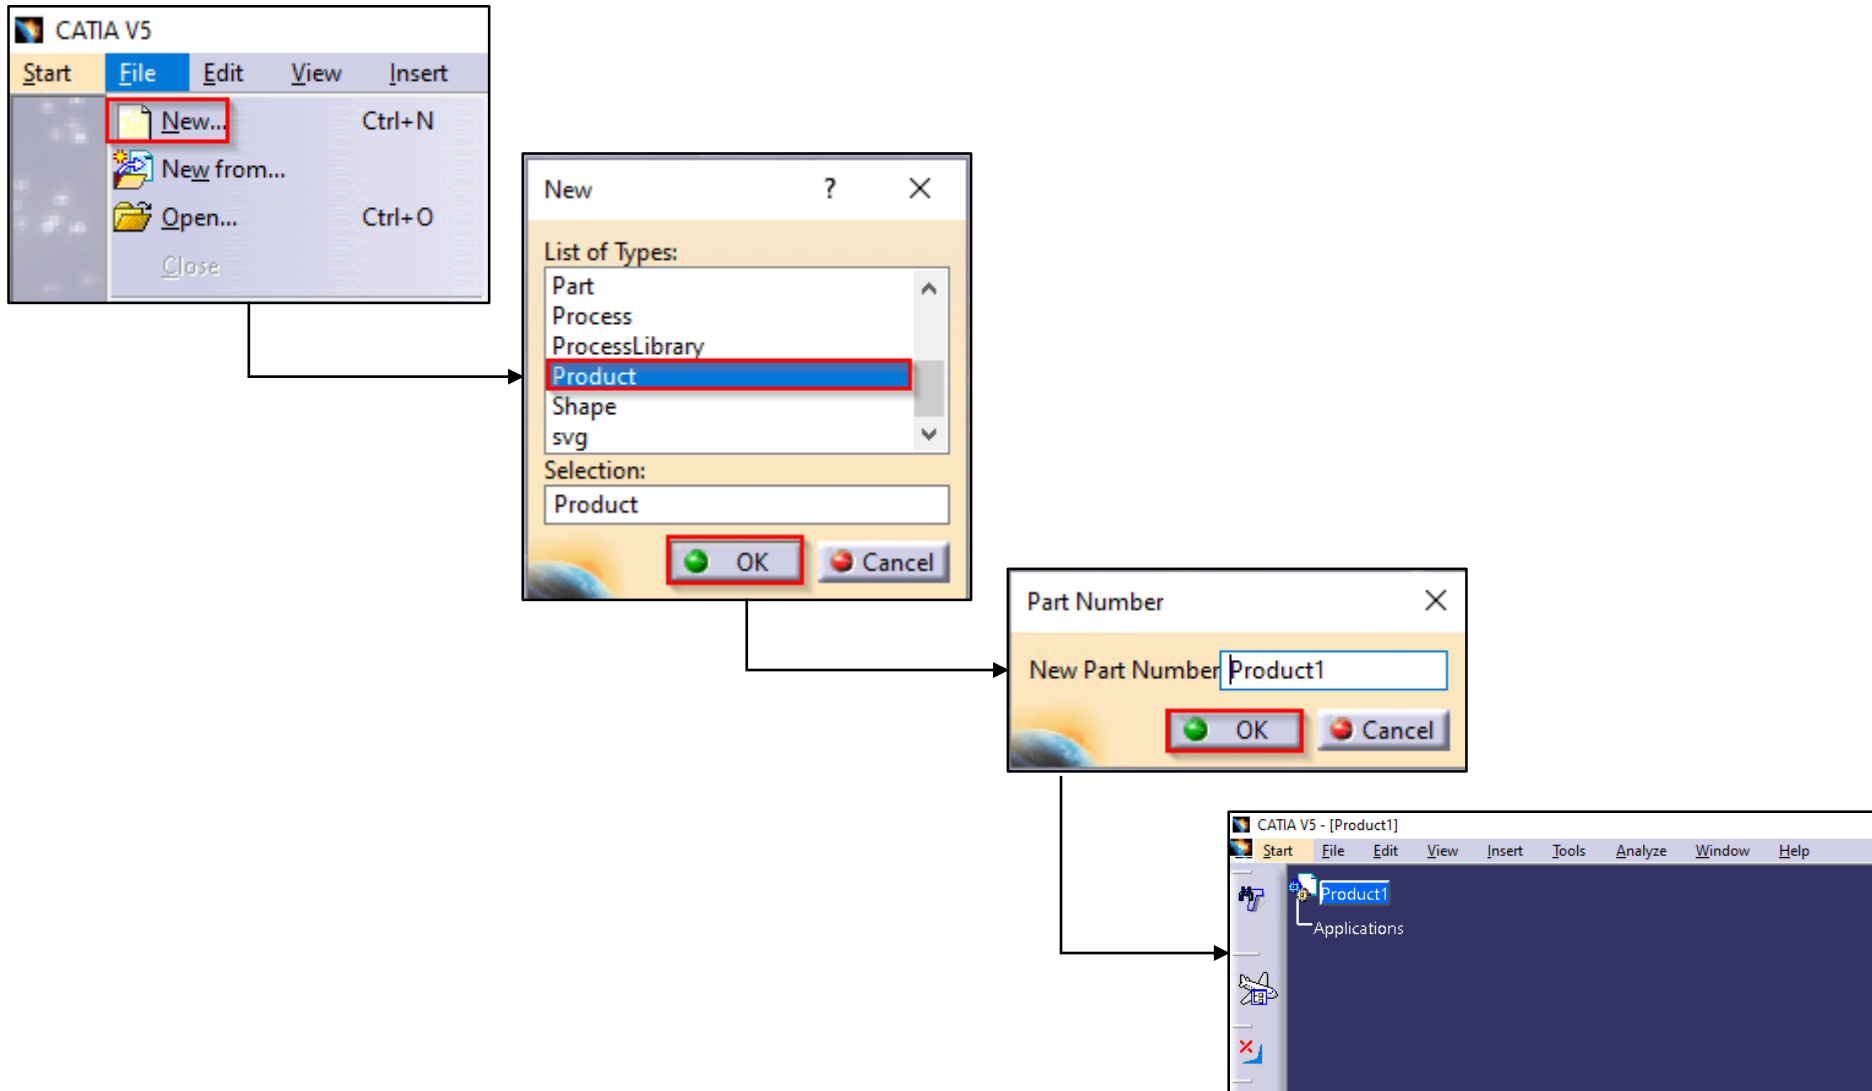 CATIA V5
Start File Edit View Insert
New... Ctrl+N
New from...
Open... Ctrl+O
Close
New ?
List of Types:
Part
Process
ProcessLibrary
Product
Shape
svg
Selection:
Product
OK Cancel
Part Number
New Part Number Product1
OK Cancel
CATIA V5 - [Product1]
Start File Edit View Insert Tools Analyze Window Help
Product1
Applications